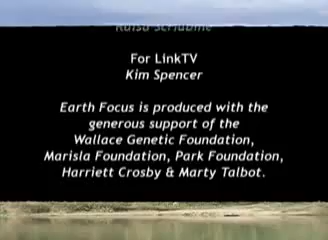 For LinkTV
Kim Spencer
Earth Focus is produced with the
generous support of the
Wallace Genetic Foundation,
Marisla Foundation, Park Foundation,
Harriett Crosby & Marty Talbot.